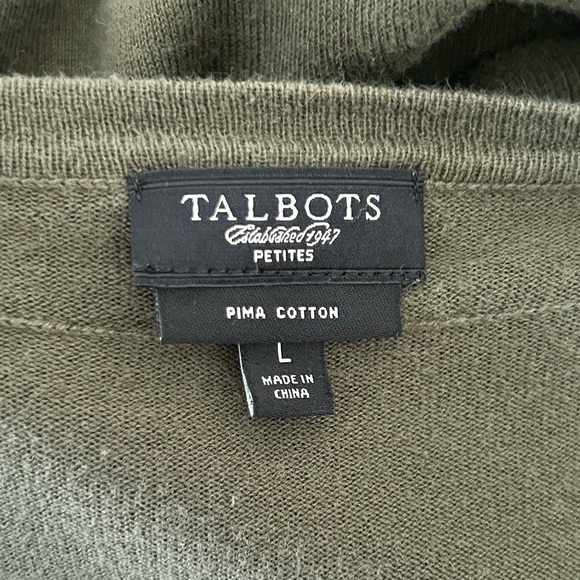 TALBOTS
Established 1947
PETITES
PIMA COTTON
L
MADE IN
CHINA